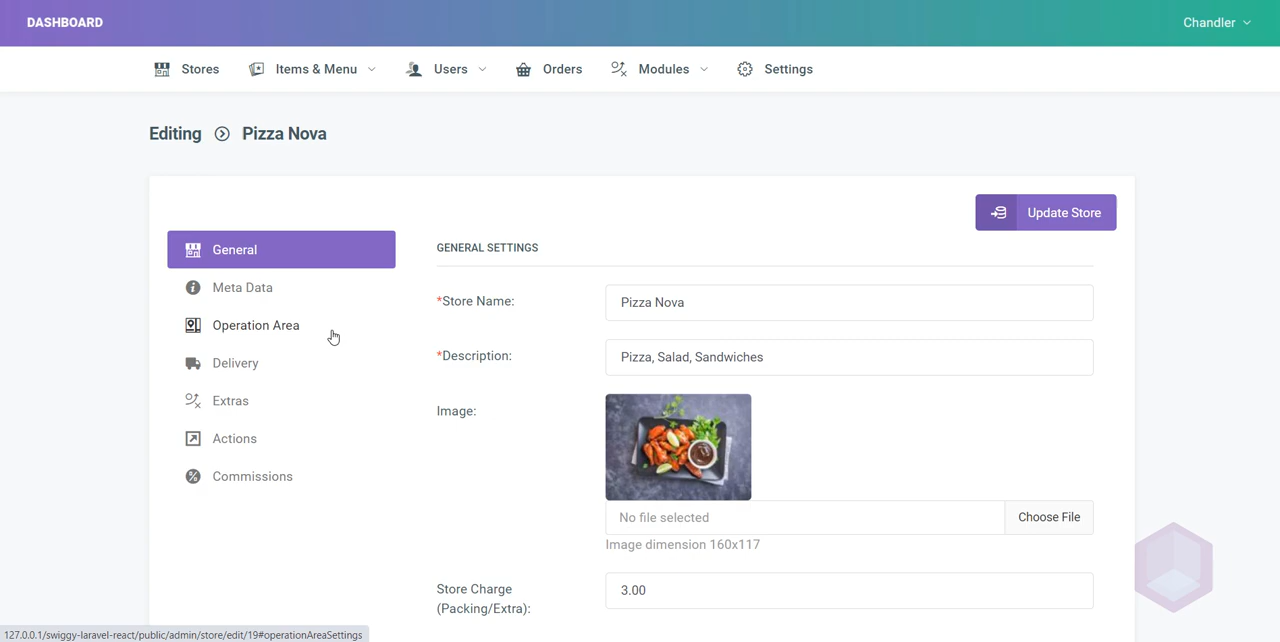 DASHBOARD
Chandler
Stores
Items & Menu
Users
Orders
Modules
Settings
Editing
Pizza Nova
Update Store
General
Meta Data
Operation Area
Delivery
Extras
Actions
Commissions
GENERAL SETTINGS
*Store Name:
Pizza Nova
*Description:
Pizza, Salad, Sandwiches
Image:
No file selected
Choose File
Image dimension 160x117
Store Charge
(Packing/Extra):
3.00
127.0.0.1/swiggy-laravel-react/public/admin/store/edit/19#operationAreaSettings